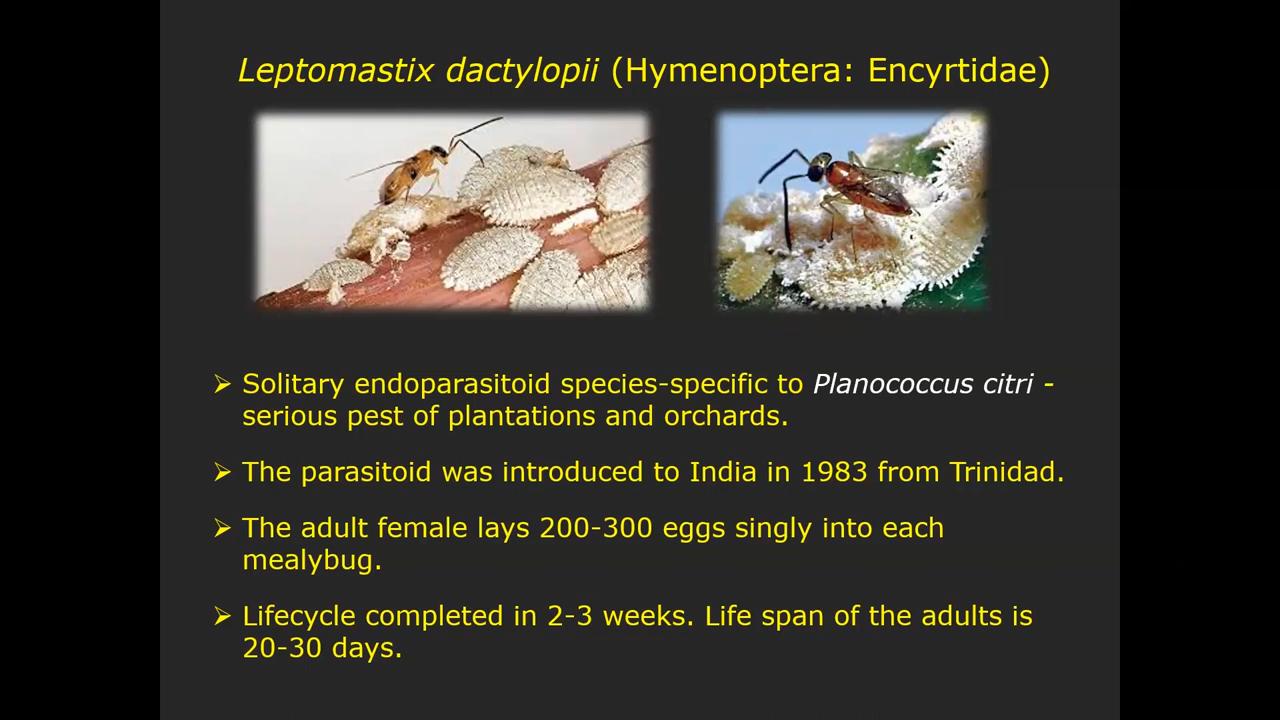 Leptomastix dactylopii (Hymenoptera: Encyrtidae)
➢ Solitary endoparasitoid species-specific to Planococcus citri -
serious pest of plantations and orchards.
➢ The parasitoid was introduced to India in 1983 from Trinidad.
➢ The adult female lays 200-300 eggs singly into each
mealybug.
➢ Lifecycle completed in 2-3 weeks. Life span of the adults is
20-30 days.